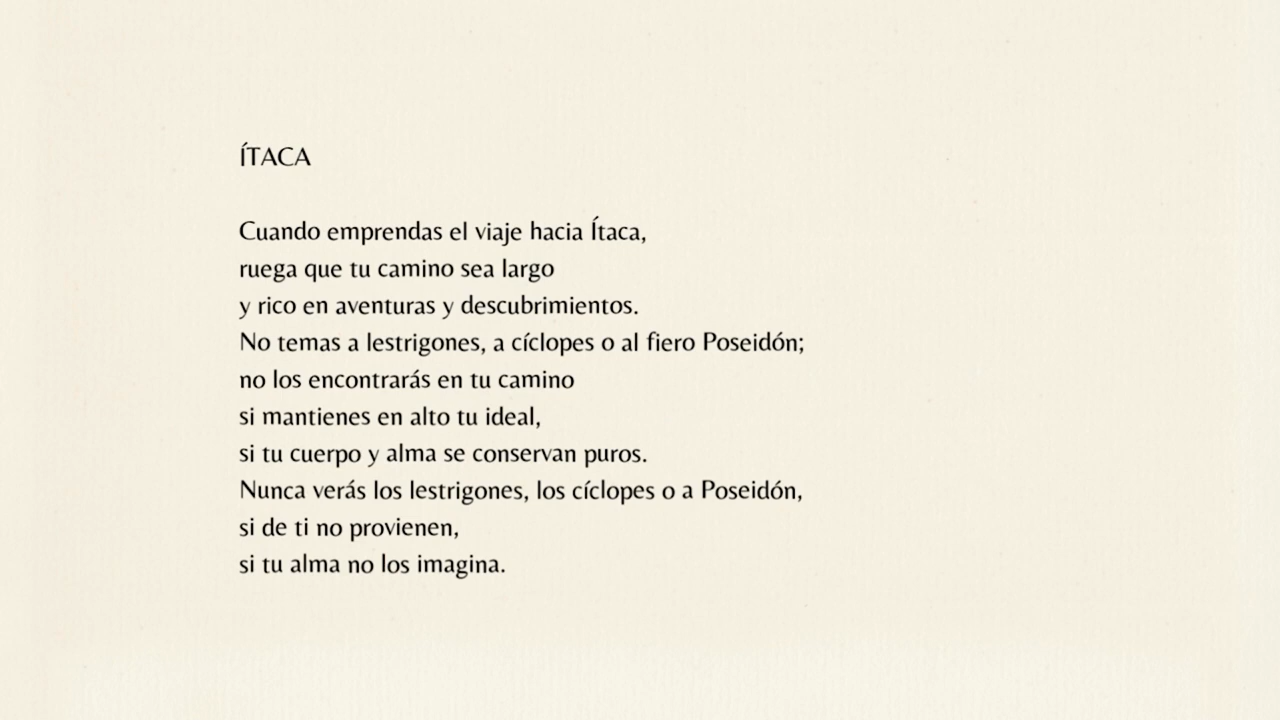 ÍTACA
Cuando emprendas el viaje hacia Ítaca,
ruega que tu camino sea largo
y rico en aventuras y descubrimientos.
No temas a lestrigones, a cíclopes o al fiero Poseidón;
no los encontrarás en tu camino
si mantienes en alto tu ideal,
si tu cuerpo y alma se conservan puros.
Nunca verás los lestrigones, los cíclopes o a Poseidón,
si de ti no provienen,
si tu alma no los imagina.